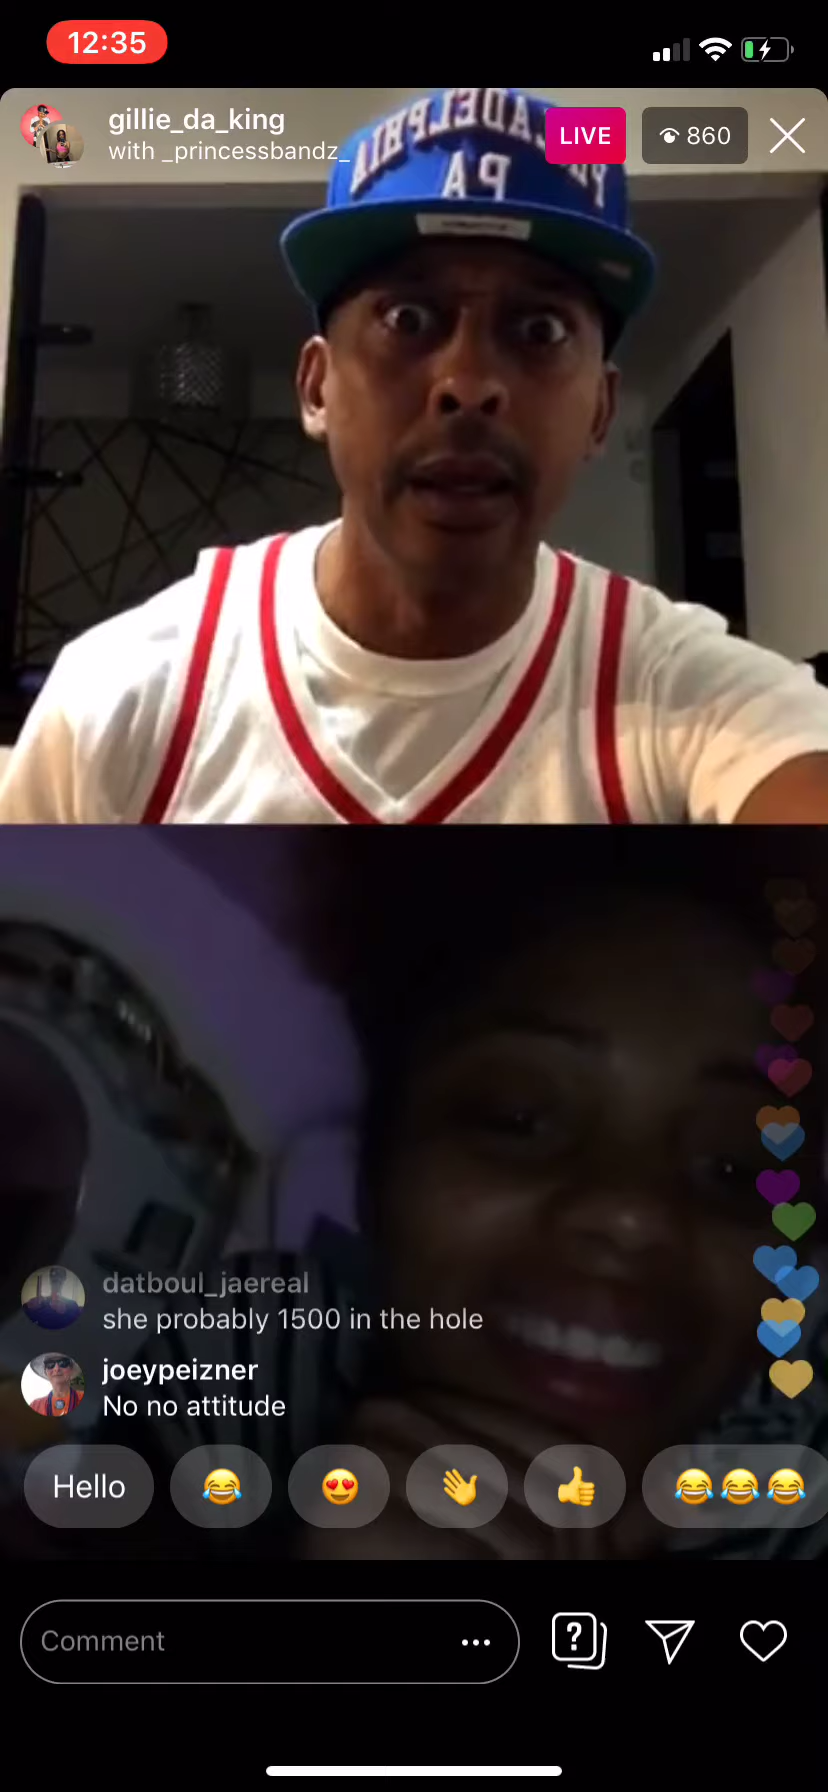 12:35
gillie_da_king
with _princessbandz_
LIVE
860
PHILADELPHIA
PA
datboul_jaereal
she probably 1500 in the hole
joeypeizner
No no attitude
Hello
Comment